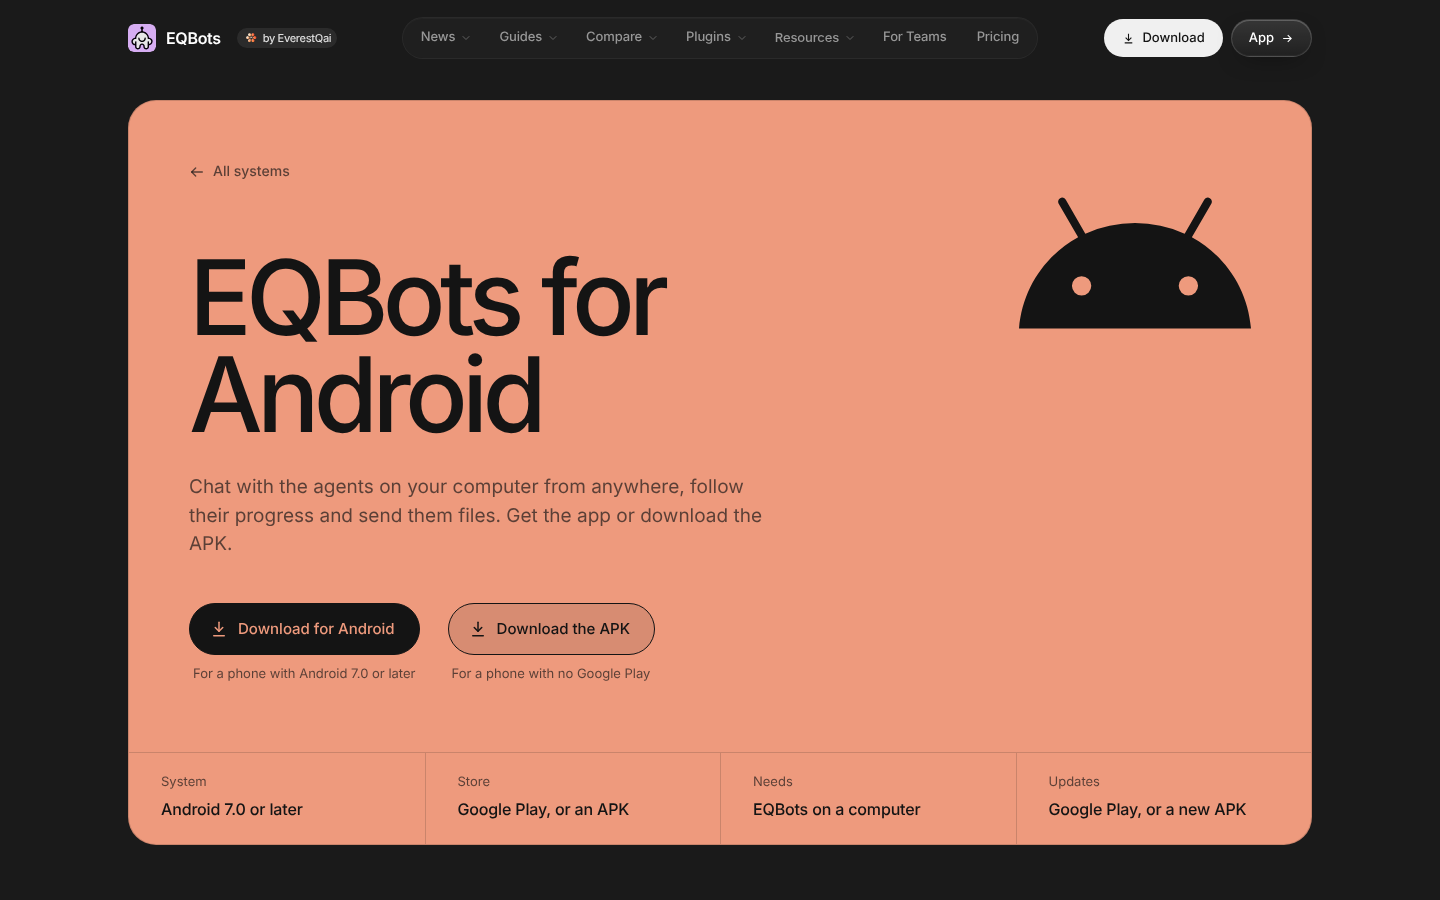 EQBots
by EverestQai
News
Guides
Compare
Plugins
Resources
For Teams
Pricing
Download
App
All systems
EQBots for
Android
Chat with the agents on your computer from anywhere, follow
their progress and send them files. Get the app or download the
APK.
Download for Android
Download the APK
For a phone with Android 7.0 or later
For a phone with no Google Play
System
Android 7.0 or later
Store
Google Play, or an APK
Needs
EQBots on a computer
Updates
Google Play, or a new APK